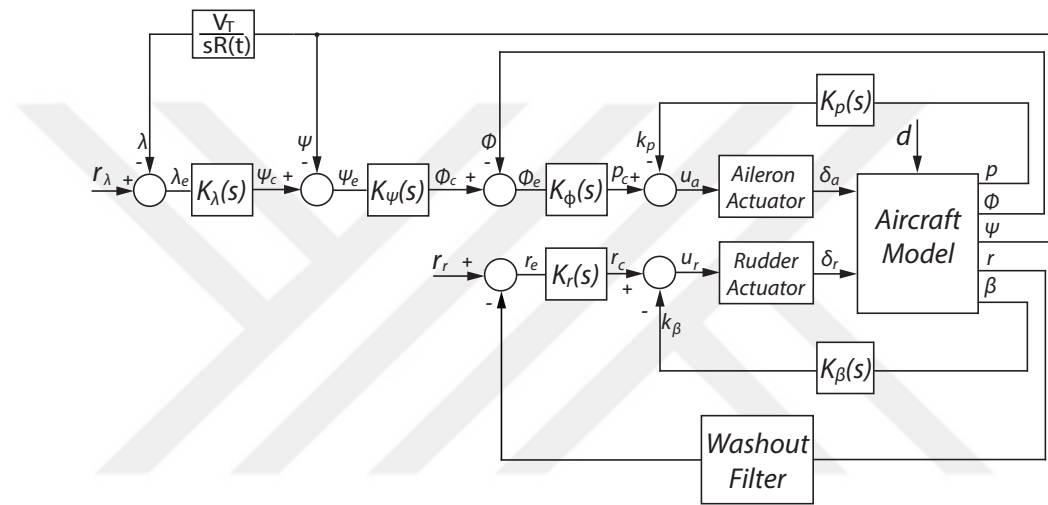 V_T
sR(t)
λ
-
Ψ
-
Φ
-
k_p
-
K_p(s)
d
r_λ
+
λ_e
K_λ(s)
Ψ_c
+
Ψ_e
K_Ψ(s)
Φ_c
+
Φ_e
K_ϕ(s)
p_c
+
u_a
Aileron
Actuator
δ_a
Aircraft
Model
p
Φ
Ψ
r
β
r_r
+
-
r_e
K_r(s)
r_c
+
-
k_β
u_r
Rudder
Actuator
δ_r
K_β(s)
Washout
Filter